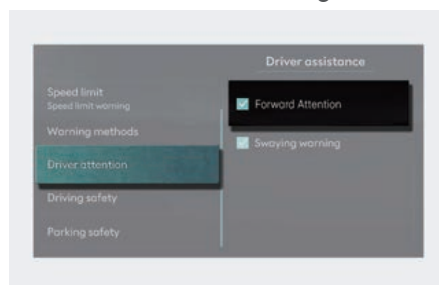 Driver assistance
Speed limit
Speed limit warning
Warning methods
Driver attention
Driving safety
Parking safety
Forward Attention
Swaying warning